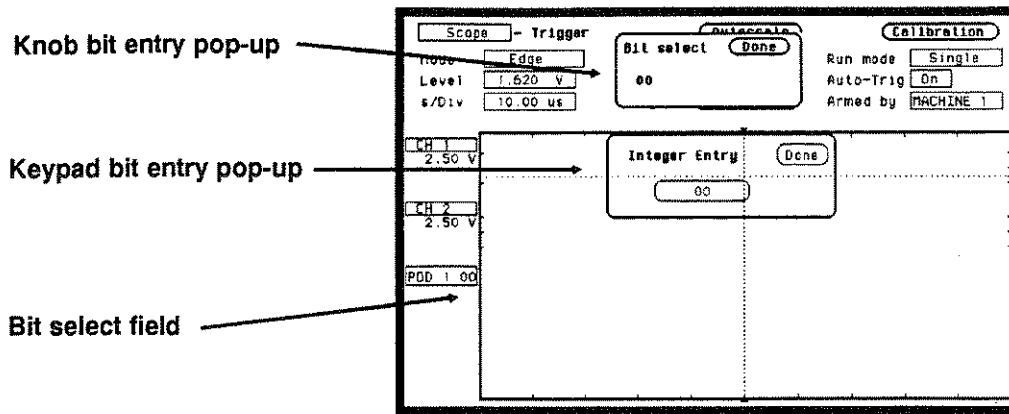 Knob bit entry pop-up
Keypad bit entry pop-up
Bit select field
Scope - Trigger
Calibration
Bit select Done
00
Edge
Run mode Single
Level 1.620 V
Auto-Trig On
s/Div 10.00 us
Armed by MACHINE 1
CH 1
2.50 V
Integer Entry Done
00
CH 2
2.50 V
POD 1 00